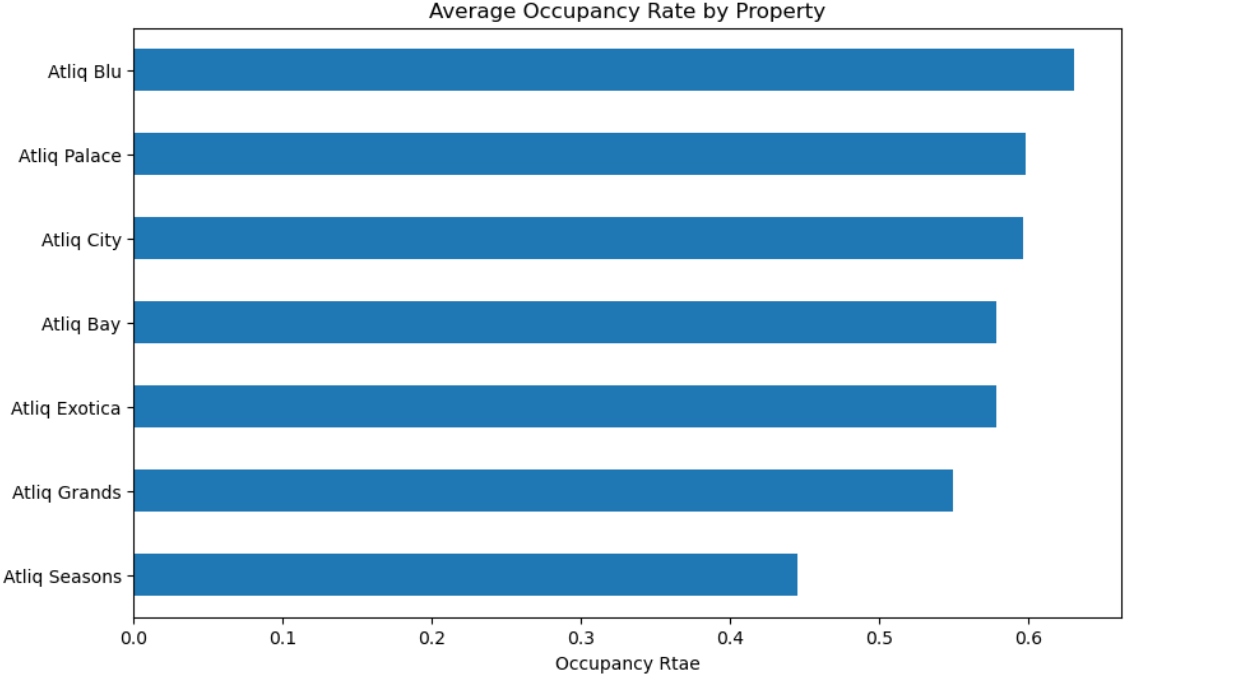 Average Occupancy Rate by Property
Atliq Blu
Atliq Palace
Atliq City
Atliq Bay
Atliq Exotica
Atliq Grands
Atliq Seasons
0.0 0.1 0.2 0.3 0.4 0.5 0.6
Occupancy Rtae